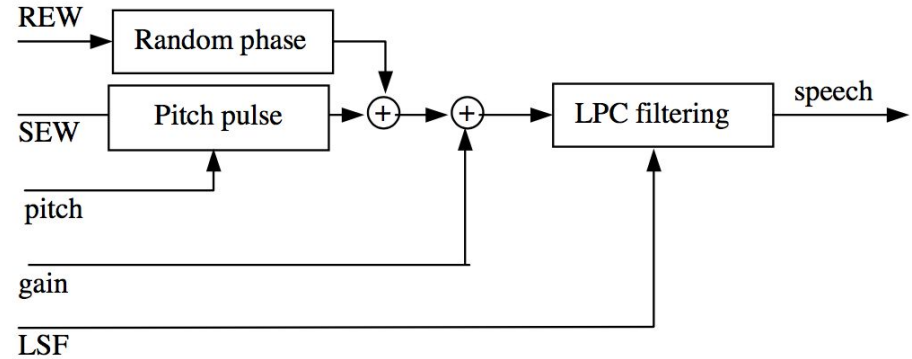 REW
Random phase
SEW
Pitch pulse
+
+
LPC filtering
speech
pitch
gain
LSF